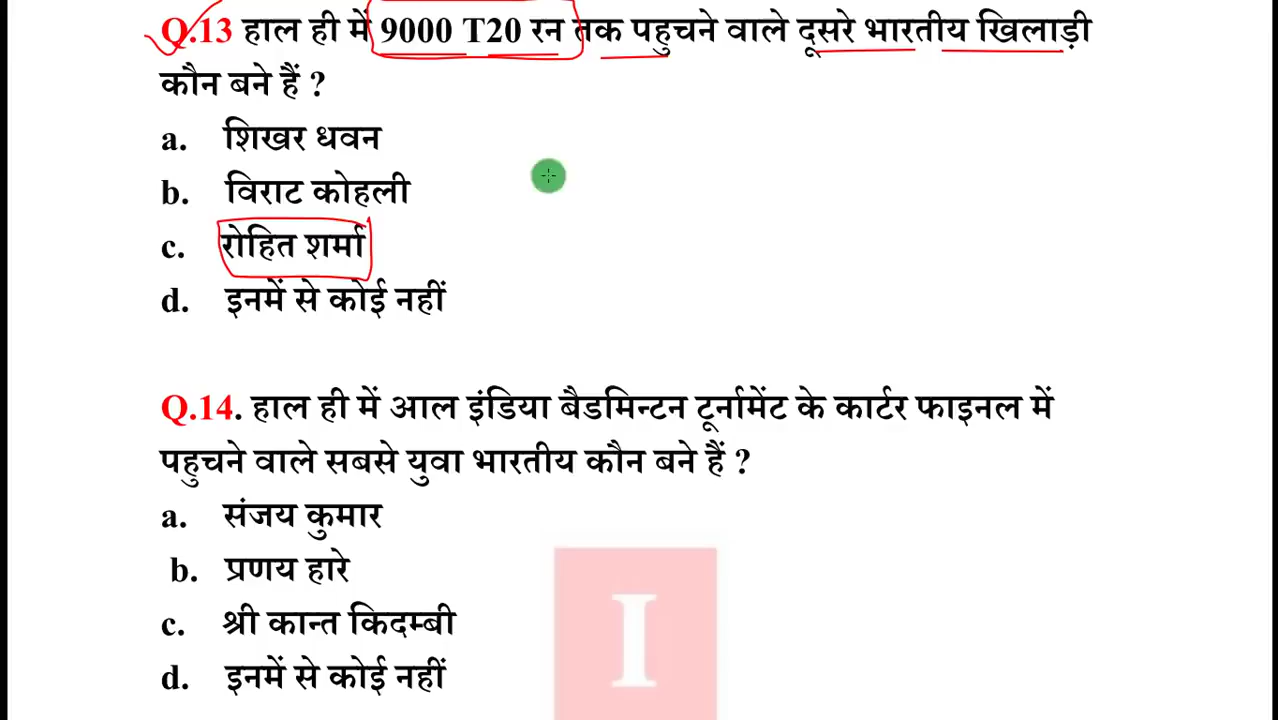 Q.13 हाल ही में 9000 T20 रन तक पहुचने वाले दूसरे भारतीय खिलाड़ी
कौन बने हैं ?
a. शिखर धवन
b. विराट कोहली
c. रोहित शर्मा
d. इनमें से कोई नहीं
Q.14. हाल ही में आल इंडिया बैडमिन्टन टूर्नामेंट के कार्टर फाइनल में
पहुचने वाले सबसे युवा भारतीय कौन बने हैं ?
a. संजय कुमार
b. प्रणय हारे
c. श्री कान्त किदम्बी
d. इनमें से कोई नहीं
I